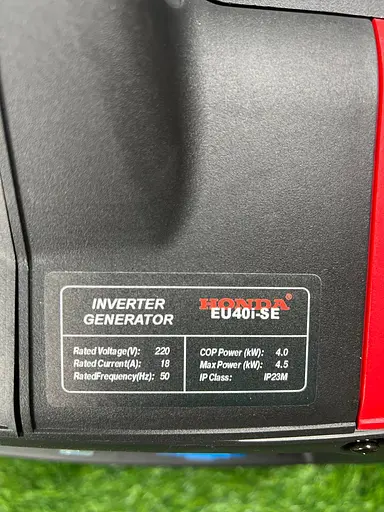 INVERTER
GENERATOR
HONDA®
EU40i-SE
Rated Voltage(V): 220
Rated Current(A): 18
RatedFrequency(Hz): 50
COP Power (kW): 4.0
Max Power (kW): 4.5
IP Class: IP23M